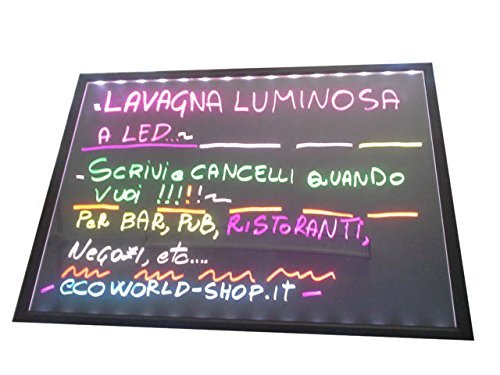 - LAVAGNA LUMINOSA
A LED...~
- SCRIVI e CANCELLI QUANDO
VUOI !!!!!~
PER BAR, PUB, RISTORANTI,
NEGOZI, etc....
- ECOWORLD-SHOP.IT -